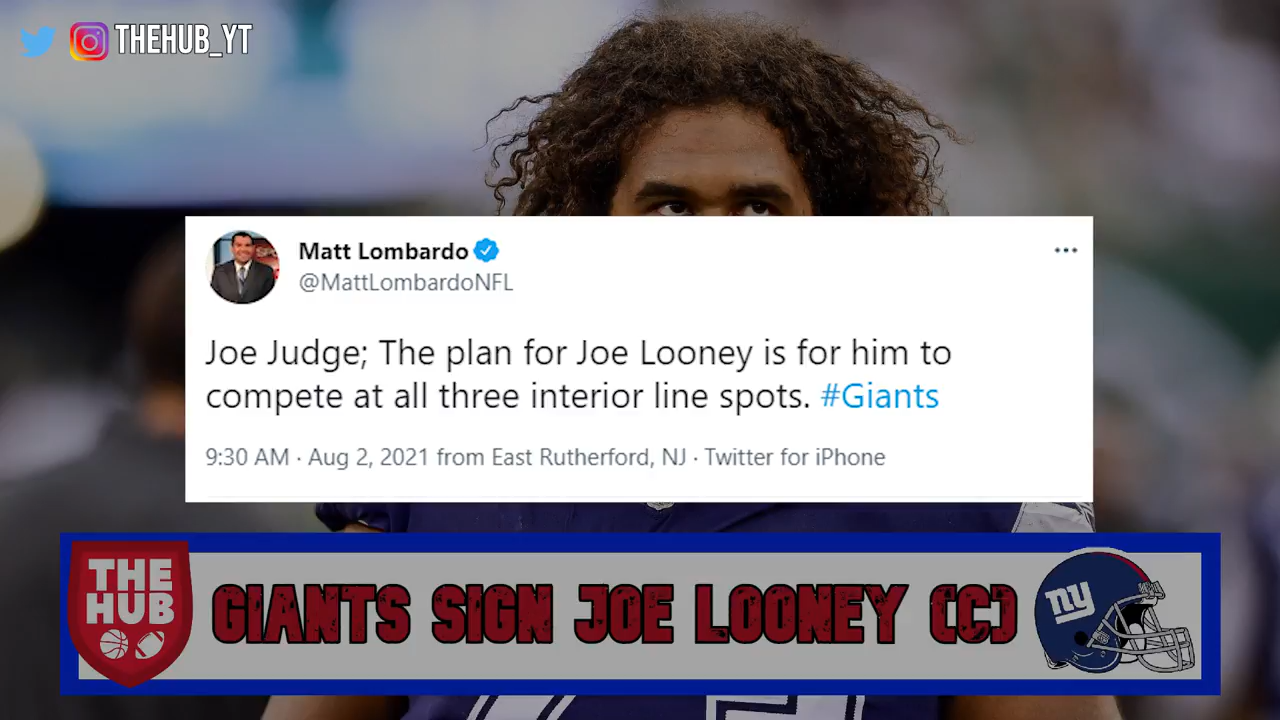 THEHUB_YT
Matt Lombardo
@MattLombardoNFL
Joe Judge; The plan for Joe Looney is for him to
compete at all three interior line spots. #Giants
9:30 AM · Aug 2, 2021 from East Rutherford, NJ · Twitter for iPhone
THE
HUB
GIANTS SIGN JOE LOONEY (C)
ny